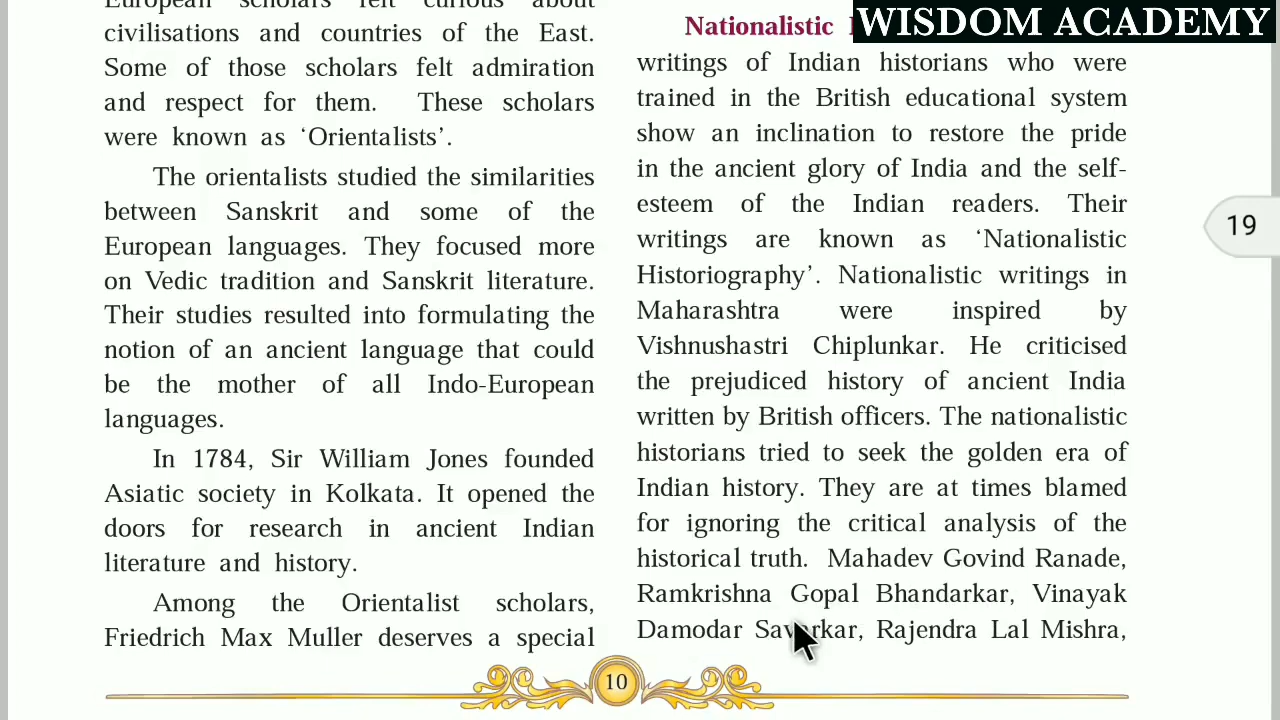 European scholars felt curious about
civilisations and countries of the East.
Some of those scholars felt admiration
and respect for them. These scholars
were known as ‘Orientalists’.
The orientalists studied the similarities
between Sanskrit and some of the
European languages. They focused more
on Vedic tradition and Sanskrit literature.
Their studies resulted into formulating the
notion of an ancient language that could
be the mother of all Indo-European
languages.
In 1784, Sir William Jones founded
Asiatic society in Kolkata. It opened the
doors for research in ancient Indian
literature and history.
Among the Orientalist scholars,
Friedrich Max Muller deserves a special
Nationalistic
WISDOM ACADEMY
writings of Indian historians who were
trained in the British educational system
show an inclination to restore the pride
in the ancient glory of India and the self-
esteem of the Indian readers. Their
writings are known as ‘Nationalistic
Historiography’. Nationalistic writings in
Maharashtra were inspired by
Vishnushastri Chiplunkar. He criticised
the prejudiced history of ancient India
written by British officers. The nationalistic
historians tried to seek the golden era of
Indian history. They are at times blamed
for ignoring the critical analysis of the
historical truth. Mahadev Govind Ranade,
Ramkrishna Gopal Bhandarkar, Vinayak
Damodar Savarkar, Rajendra Lal Mishra,
19
10